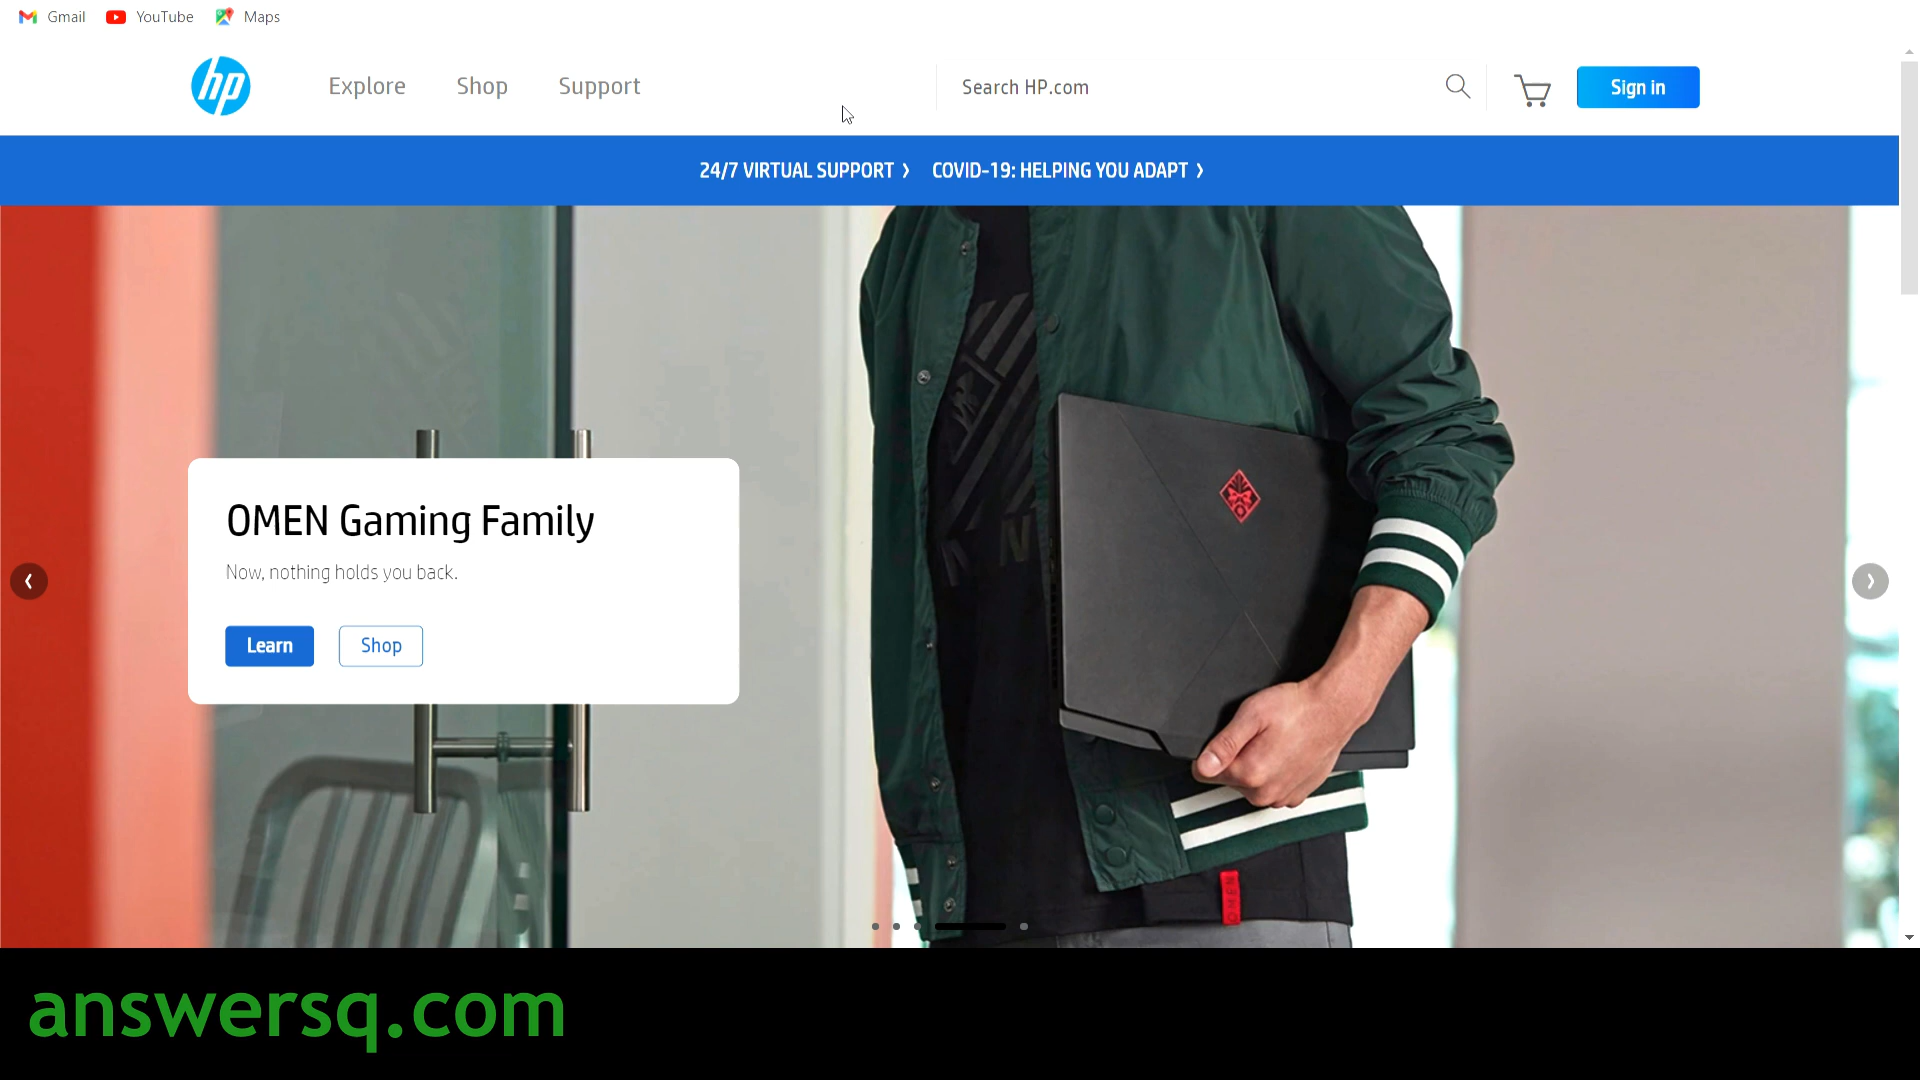 Gmail YouTube Maps
hp Explore Shop Support Search HP.com Sign in
24/7 VIRTUAL SUPPORT ❯ COVID-19: HELPING YOU ADAPT ❯
OMEN Gaming Family
Now, nothing holds you back.
Learn Shop
OMEN
answersq.com